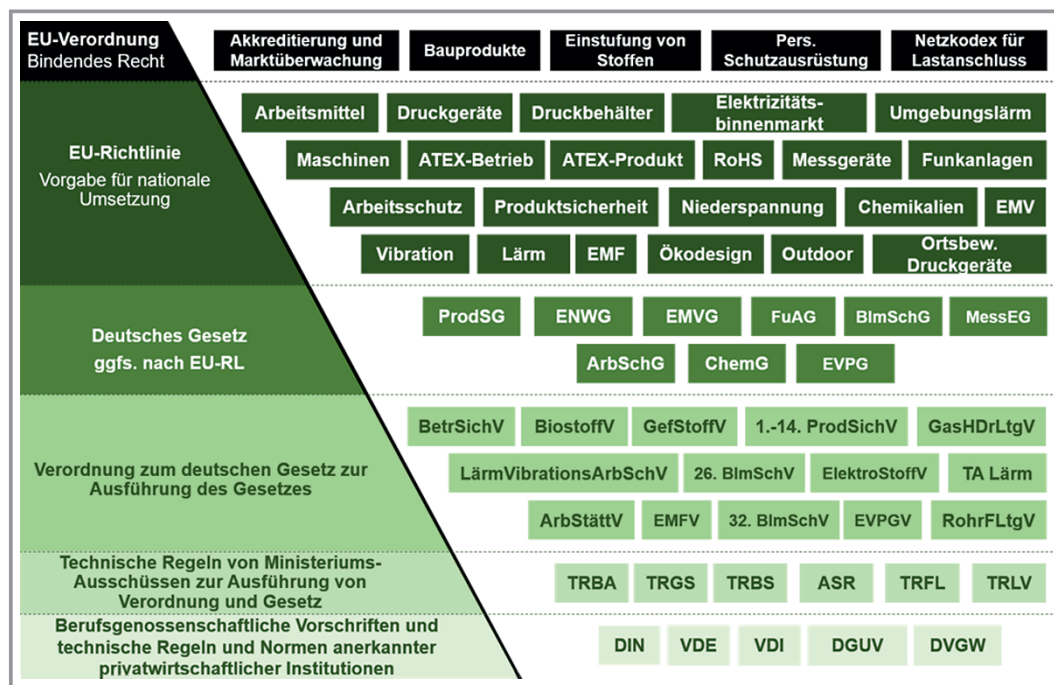 EU-Verordnung
Bindendes Recht
Akkreditierung und
Marktüberwachung
Bauprodukte
Einstufung von
Stoffen
Pers.
Schutzausrüstung
Netzkodex für
Lastanschluss
EU-Richtlinie
Vorgabe für nationale
Umsetzung
Arbeitsmittel
Druckgeräte
Druckbehälter
Elektrizitäts-
binnenmarkt
Umgebungslärm
Maschinen
ATEX-Betrieb
ATEX-Produkt
RoHS
Messgeräte
Funkanlagen
Arbeitsschutz
Produktsicherheit
Niederspannung
Chemikalien
EMV
Vibration
Lärm
EMF
Ökodesign
Outdoor
Ortsbew.
Druckgeräte
Deutsches Gesetz
ggfs. nach EU-RL
ProdSG
ENWG
EMVG
FuAG
BImSchG
MessEG
ArbSchG
ChemG
EVPG
Verordnung zum deutschen Gesetz zur
Ausführung des Gesetzes
BetrSichV
BiostoffV
GefStoffV
1.-14. ProdSichV
GasHDrLtgV
LärmVibrationsArbSchV
26. BImSchV
ElektroStoffV
TA Lärm
ArbStättV
EMFV
32. BImSchV
EVPGV
RohrFLtgV
Technische Regeln von Ministeriums-
Ausschüssen zur Ausführung von
Verordnung und Gesetz
TRBA
TRGS
TRBS
ASR
TRFL
TRLV
Berufsgenossenschaftliche Vorschriften und
technische Regeln und Normen anerkannter
privatwirtschaftlicher Institutionen
DIN
VDE
VDI
DGUV
DVGW